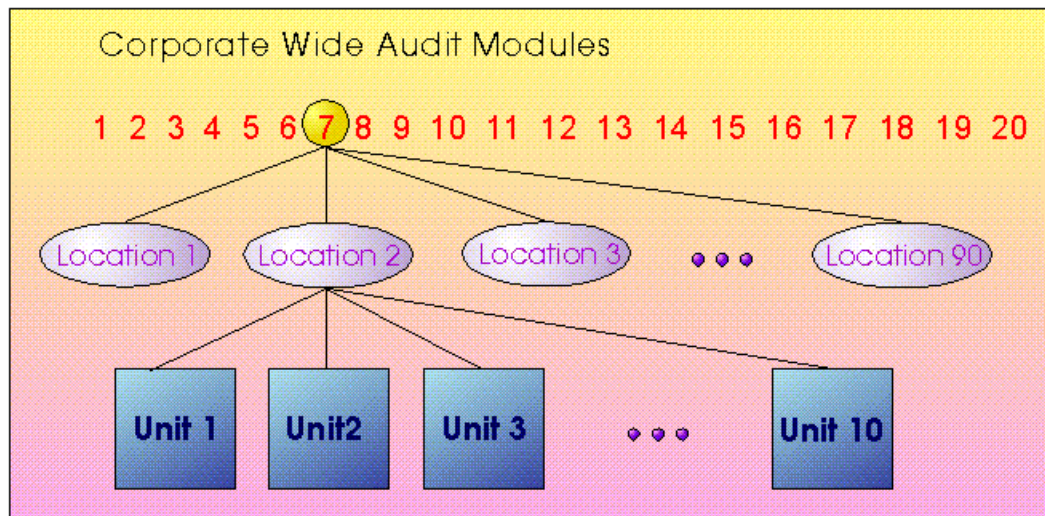 Corporate Wide Audit Modules
1 2 3 4 5 6 7 8 9 10 11 12 13 14 15 16 17 18 19 20
Location 1 Location 2 Location 3 Location 90
Unit 1 Unit2 Unit 3 Unit 10